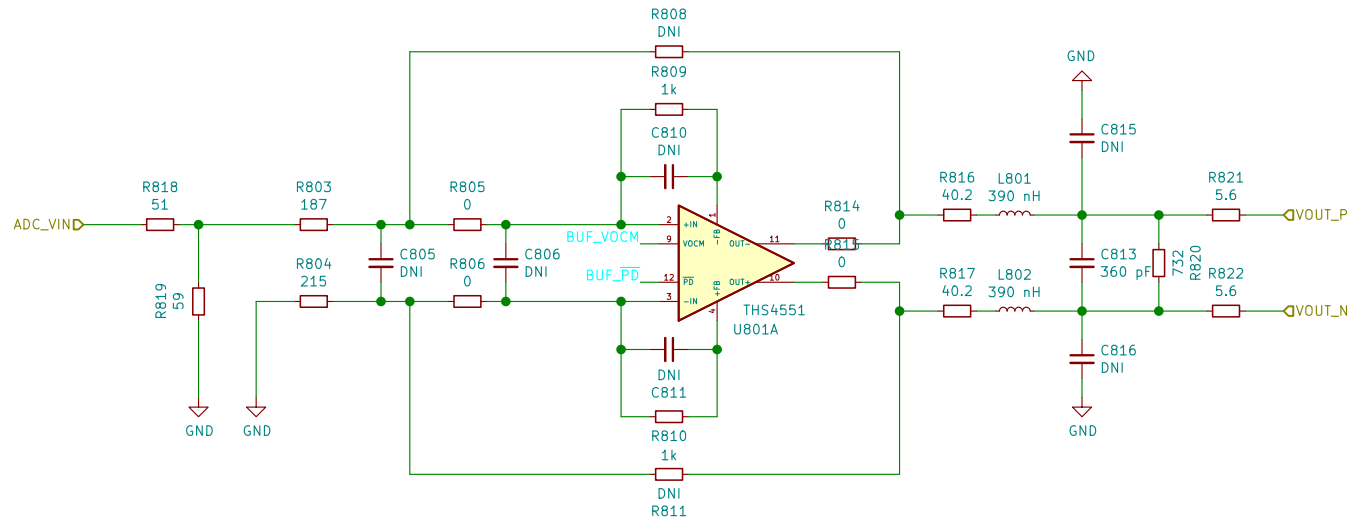 R808
DNI
R809
1k
C810
DNI
GND
C815
DNI
R818
51
R803
187
R805
0
R816
40.2
L801
390 nH
R821
5.6
ADC_VIN
VOUT_P
R814
0
R815
0
2
+IN
1
-FB
BUF_VOCM
9
VOCM
OUT-
11
C805
DNI
C806
DNI
C813
360 pF
732
R820
R819
59
R804
215
R806
0
BUF_PD
12
PD
OUT+
10
R817
40.2
L802
390 nH
R822
5.6
3
-IN
+FB
4
THS4551
U801A
VOUT_N
DNI
C811
C816
DNI
GND
GND
GND
R810
1k
DNI
R811